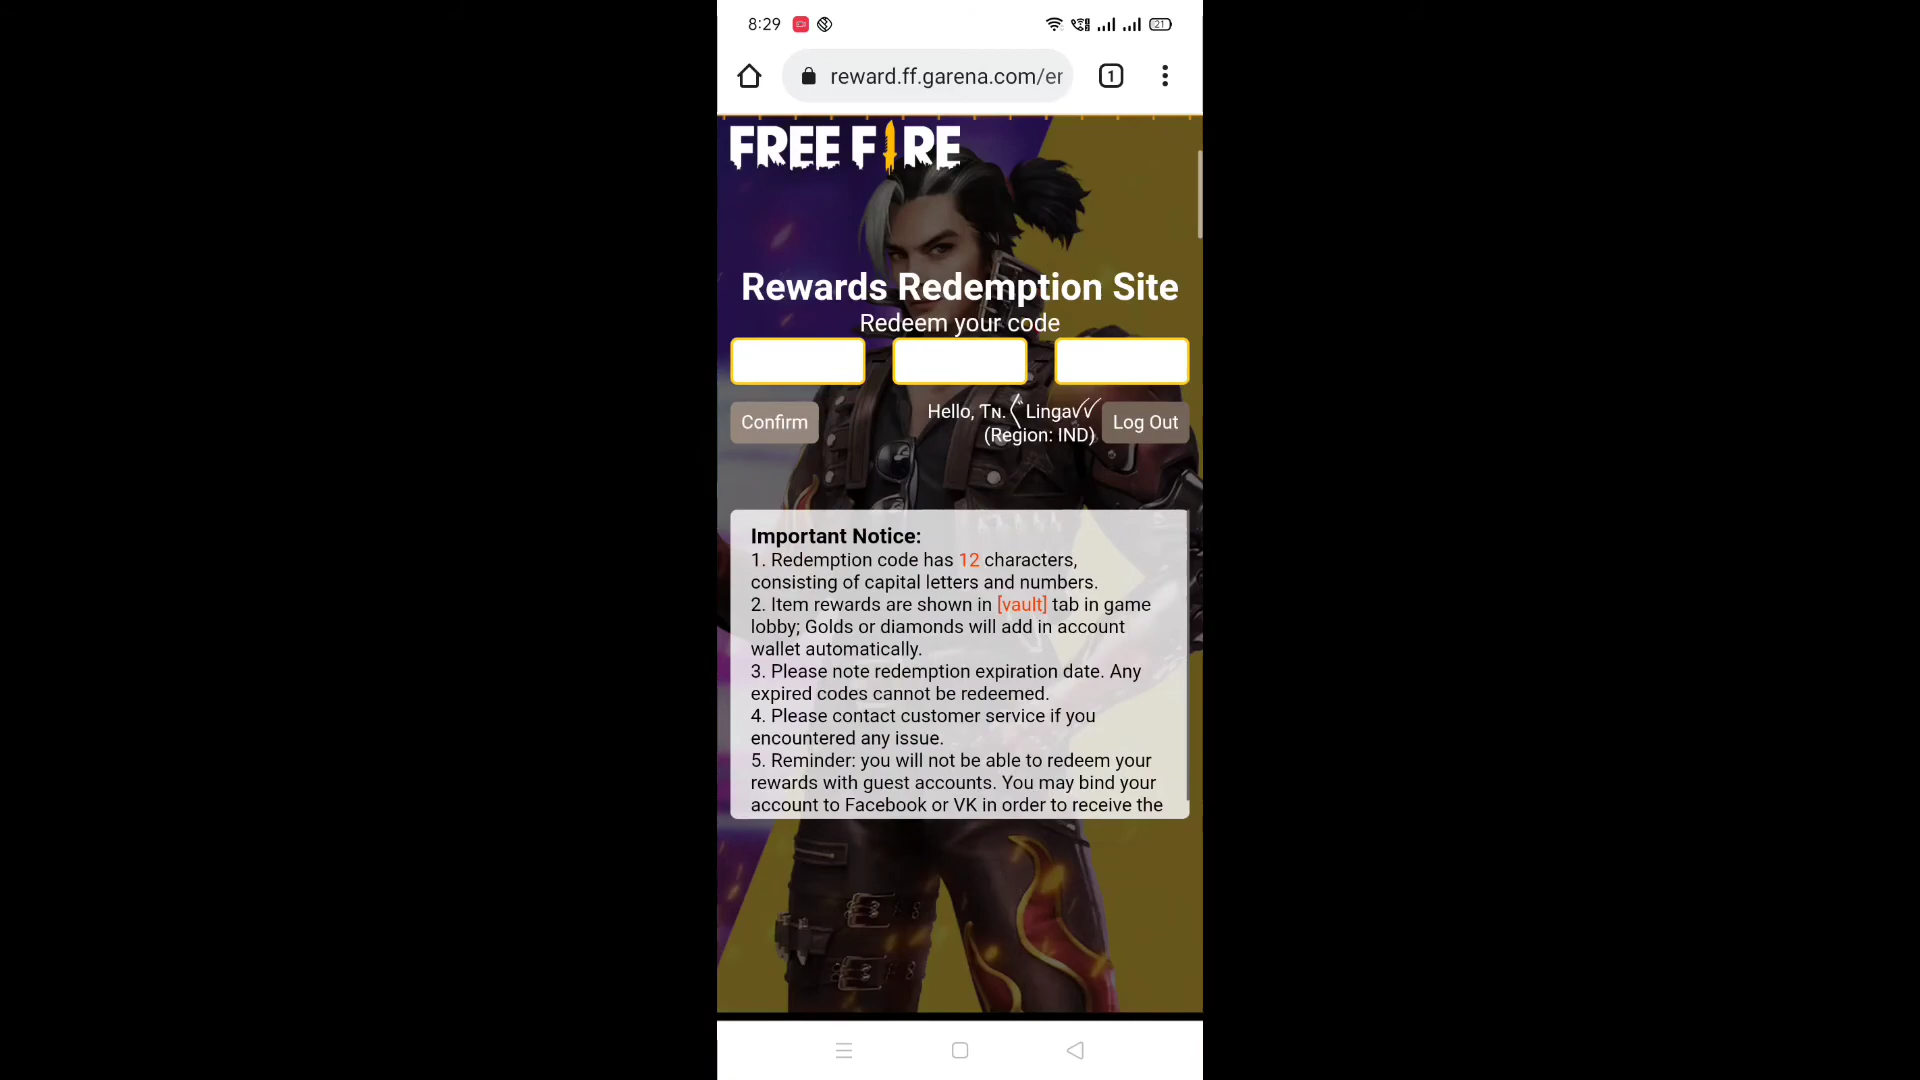 8:29
21
reward.ff.garena.com/er
1
FREE FIRE
Rewards Redemption Site
Redeem your code
Confirm
Hello, Tɴ. Lingavv
(Region: IND)
Log Out
Important Notice:
1. Redemption code has 12 characters,
consisting of capital letters and numbers.
2. Item rewards are shown in [vault] tab in game
lobby; Golds or diamonds will add in account
wallet automatically.
3. Please note redemption expiration date. Any
expired codes cannot be redeemed.
4. Please contact customer service if you
encountered any issue.
5. Reminder: you will not be able to redeem your
rewards with guest accounts. You may bind your
account to Facebook or VK in order to receive the